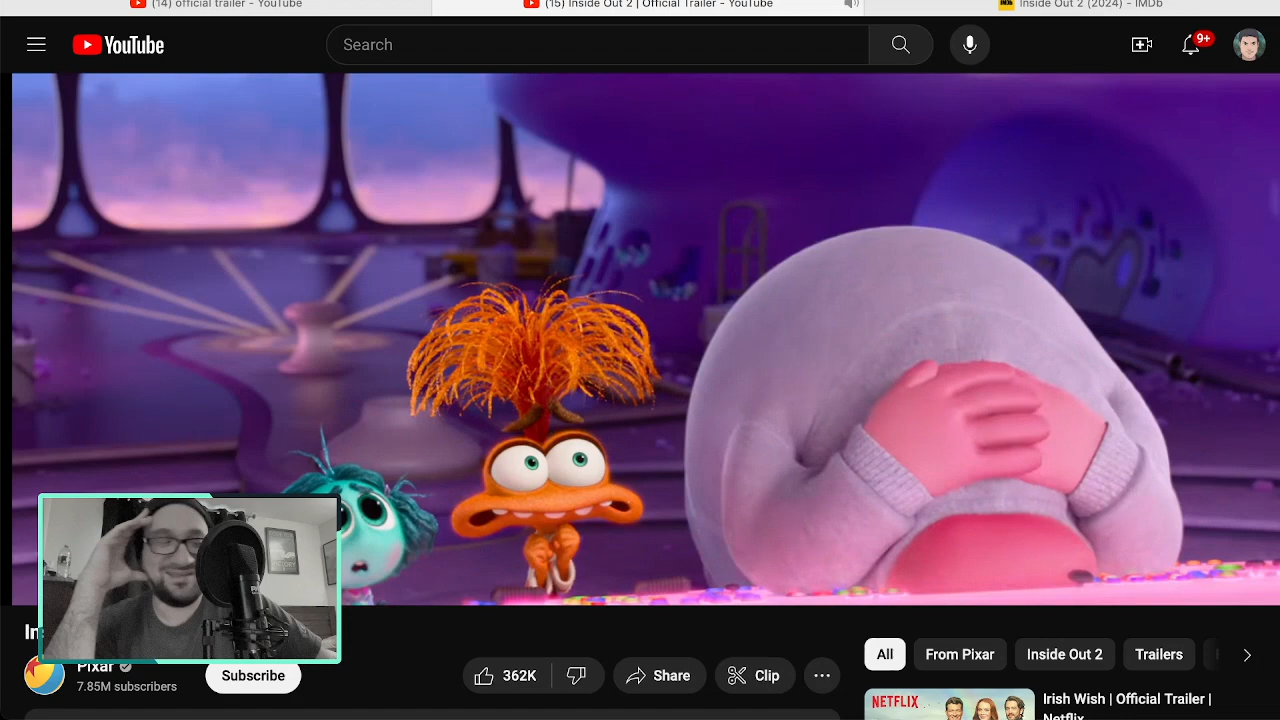 (14) official trailer - YouTube
(15) Inside Out 2 | Official Trailer - YouTube
IMDb Inside Out 2 (2024) - IMDb
YouTube
Search
9+
In
Pixar
7.85M subscribers
Subscribe
362K
Share
Clip
All
From Pixar
Inside Out 2
Trailers
NETFLIX
Irish Wish | Official Trailer |
Netflix